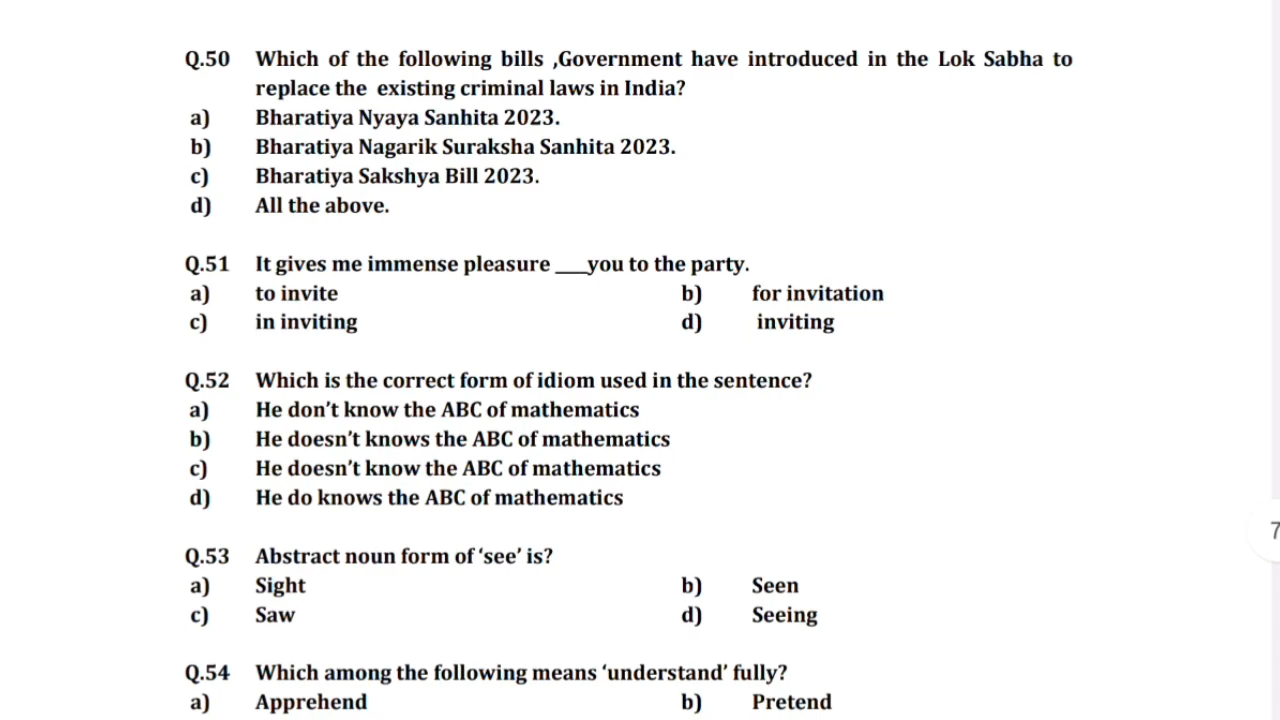 Q.50 Which of the following bills ,Government have introduced in the Lok Sabha to
replace the existing criminal laws in India?
a) Bharatiya Nyaya Sanhita 2023.
b) Bharatiya Nagarik Suraksha Sanhita 2023.
c) Bharatiya Sakshya Bill 2023.
d) All the above.
Q.51 It gives me immense pleasure ___you to the party.
a) to invite b) for invitation
c) in inviting d) inviting
Q.52 Which is the correct form of idiom used in the sentence?
a) He don’t know the ABC of mathematics
b) He doesn’t knows the ABC of mathematics
c) He doesn’t know the ABC of mathematics
d) He do knows the ABC of mathematics
7
Q.53 Abstract noun form of ‘see’ is?
a) Sight b) Seen
c) Saw d) Seeing
Q.54 Which among the following means ‘understand’ fully?
a) Apprehend b) Pretend